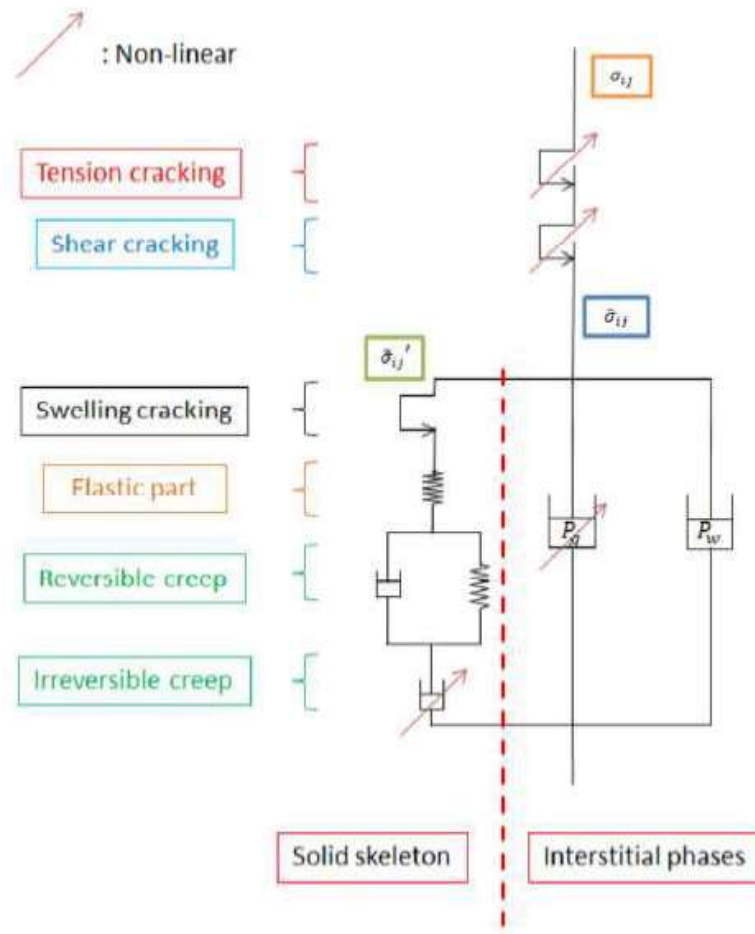 : Non-linear
σij
Tension cracking
Shear cracking
σ̃ij
σ̃ij'
Swelling cracking
Elastic part
Pg
Pw
Reversible creep
Irreversible creep
Solid skeleton
Interstitial phases